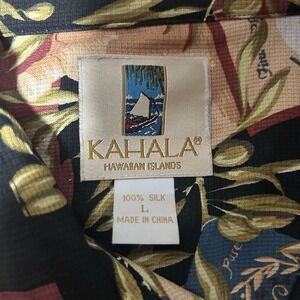 KAHALA®
HAWAIIAN ISLANDS
100% SILK
L
MADE IN CHINA